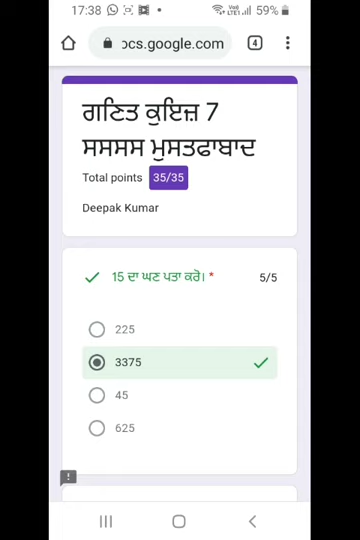 17:38 59%
docs.google.com 4
ਗਣਿਤ ਕੁਇਜ਼ 7
ਸਸਸਸ ਮੁਸਤਫਾਬਾਦ
Total points 35/35
Deepak Kumar
15 ਦਾ ਘਣ ਪਤਾ ਕਰੋ। * 5/5
225
3375
45
625